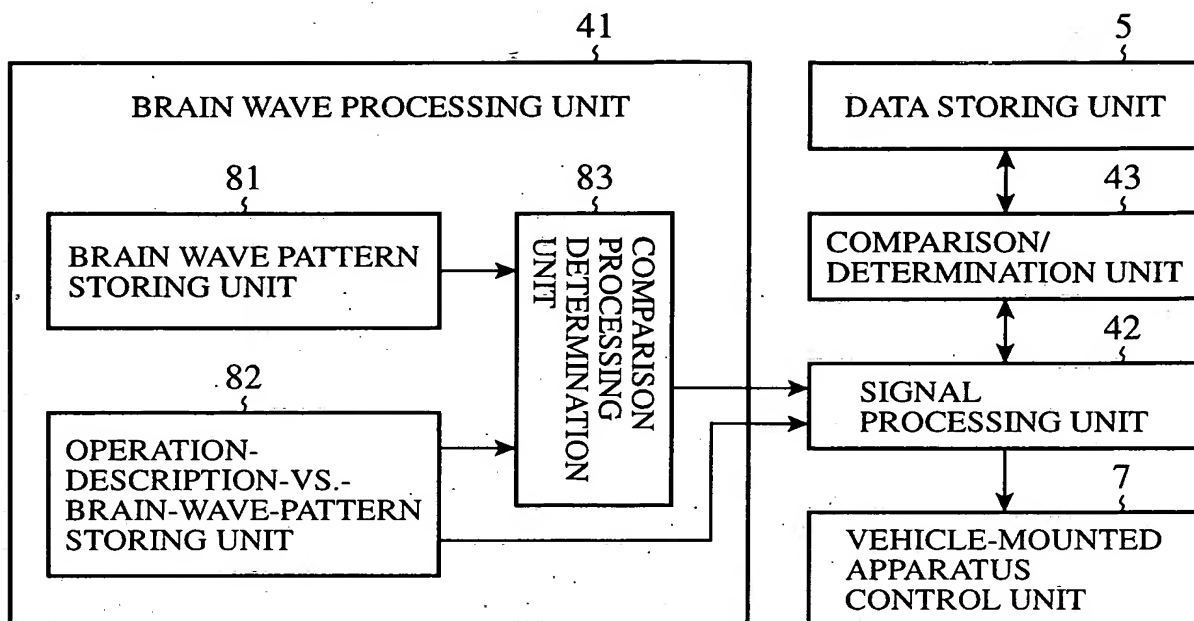 41
BRAIN WAVE PROCESSING UNIT
81
BRAIN WAVE PATTERN
STORING UNIT
82
OPERATION-
DESCRIPTION-VS.-
BRAIN-WAVE-PATTERN
STORING UNIT
83
COMPARISON
PROCESSING
DETERMINATION
UNIT
5
DATA STORING UNIT
43
COMPARISON/
DETERMINATION UNIT
42
SIGNAL
PROCESSING UNIT
7
VEHICLE-MOUNTED
APPARATUS
CONTROL UNIT